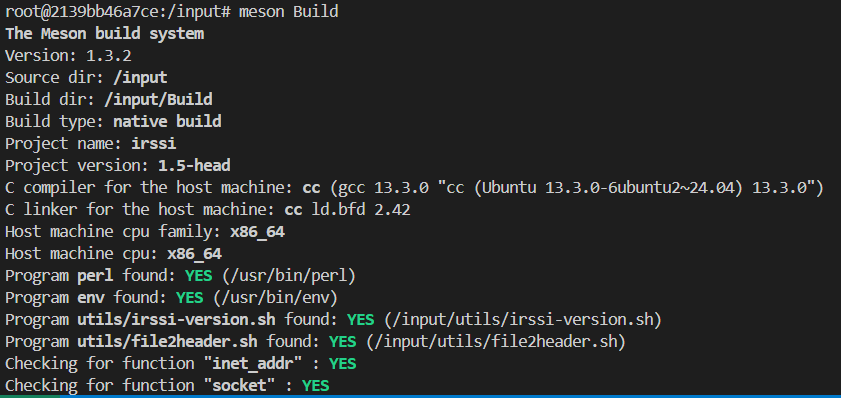 root@2139bb46a7ce:/input# meson Build
The Meson build system
Version: 1.3.2
Source dir: /input
Build dir: /input/Build
Build type: native build
Project name: irssi
Project version: 1.5-head
C compiler for the host machine: cc (gcc 13.3.0 "cc (Ubuntu 13.3.0-6ubuntu2~24.04) 13.3.0")
C linker for the host machine: cc ld.bfd 2.42
Host machine cpu family: x86_64
Host machine cpu: x86_64
Program perl found: YES (/usr/bin/perl)
Program env found: YES (/usr/bin/env)
Program utils/irssi-version.sh found: YES (/input/utils/irssi-version.sh)
Program utils/file2header.sh found: YES (/input/utils/file2header.sh)
Checking for function "inet_addr" : YES
Checking for function "socket" : YES